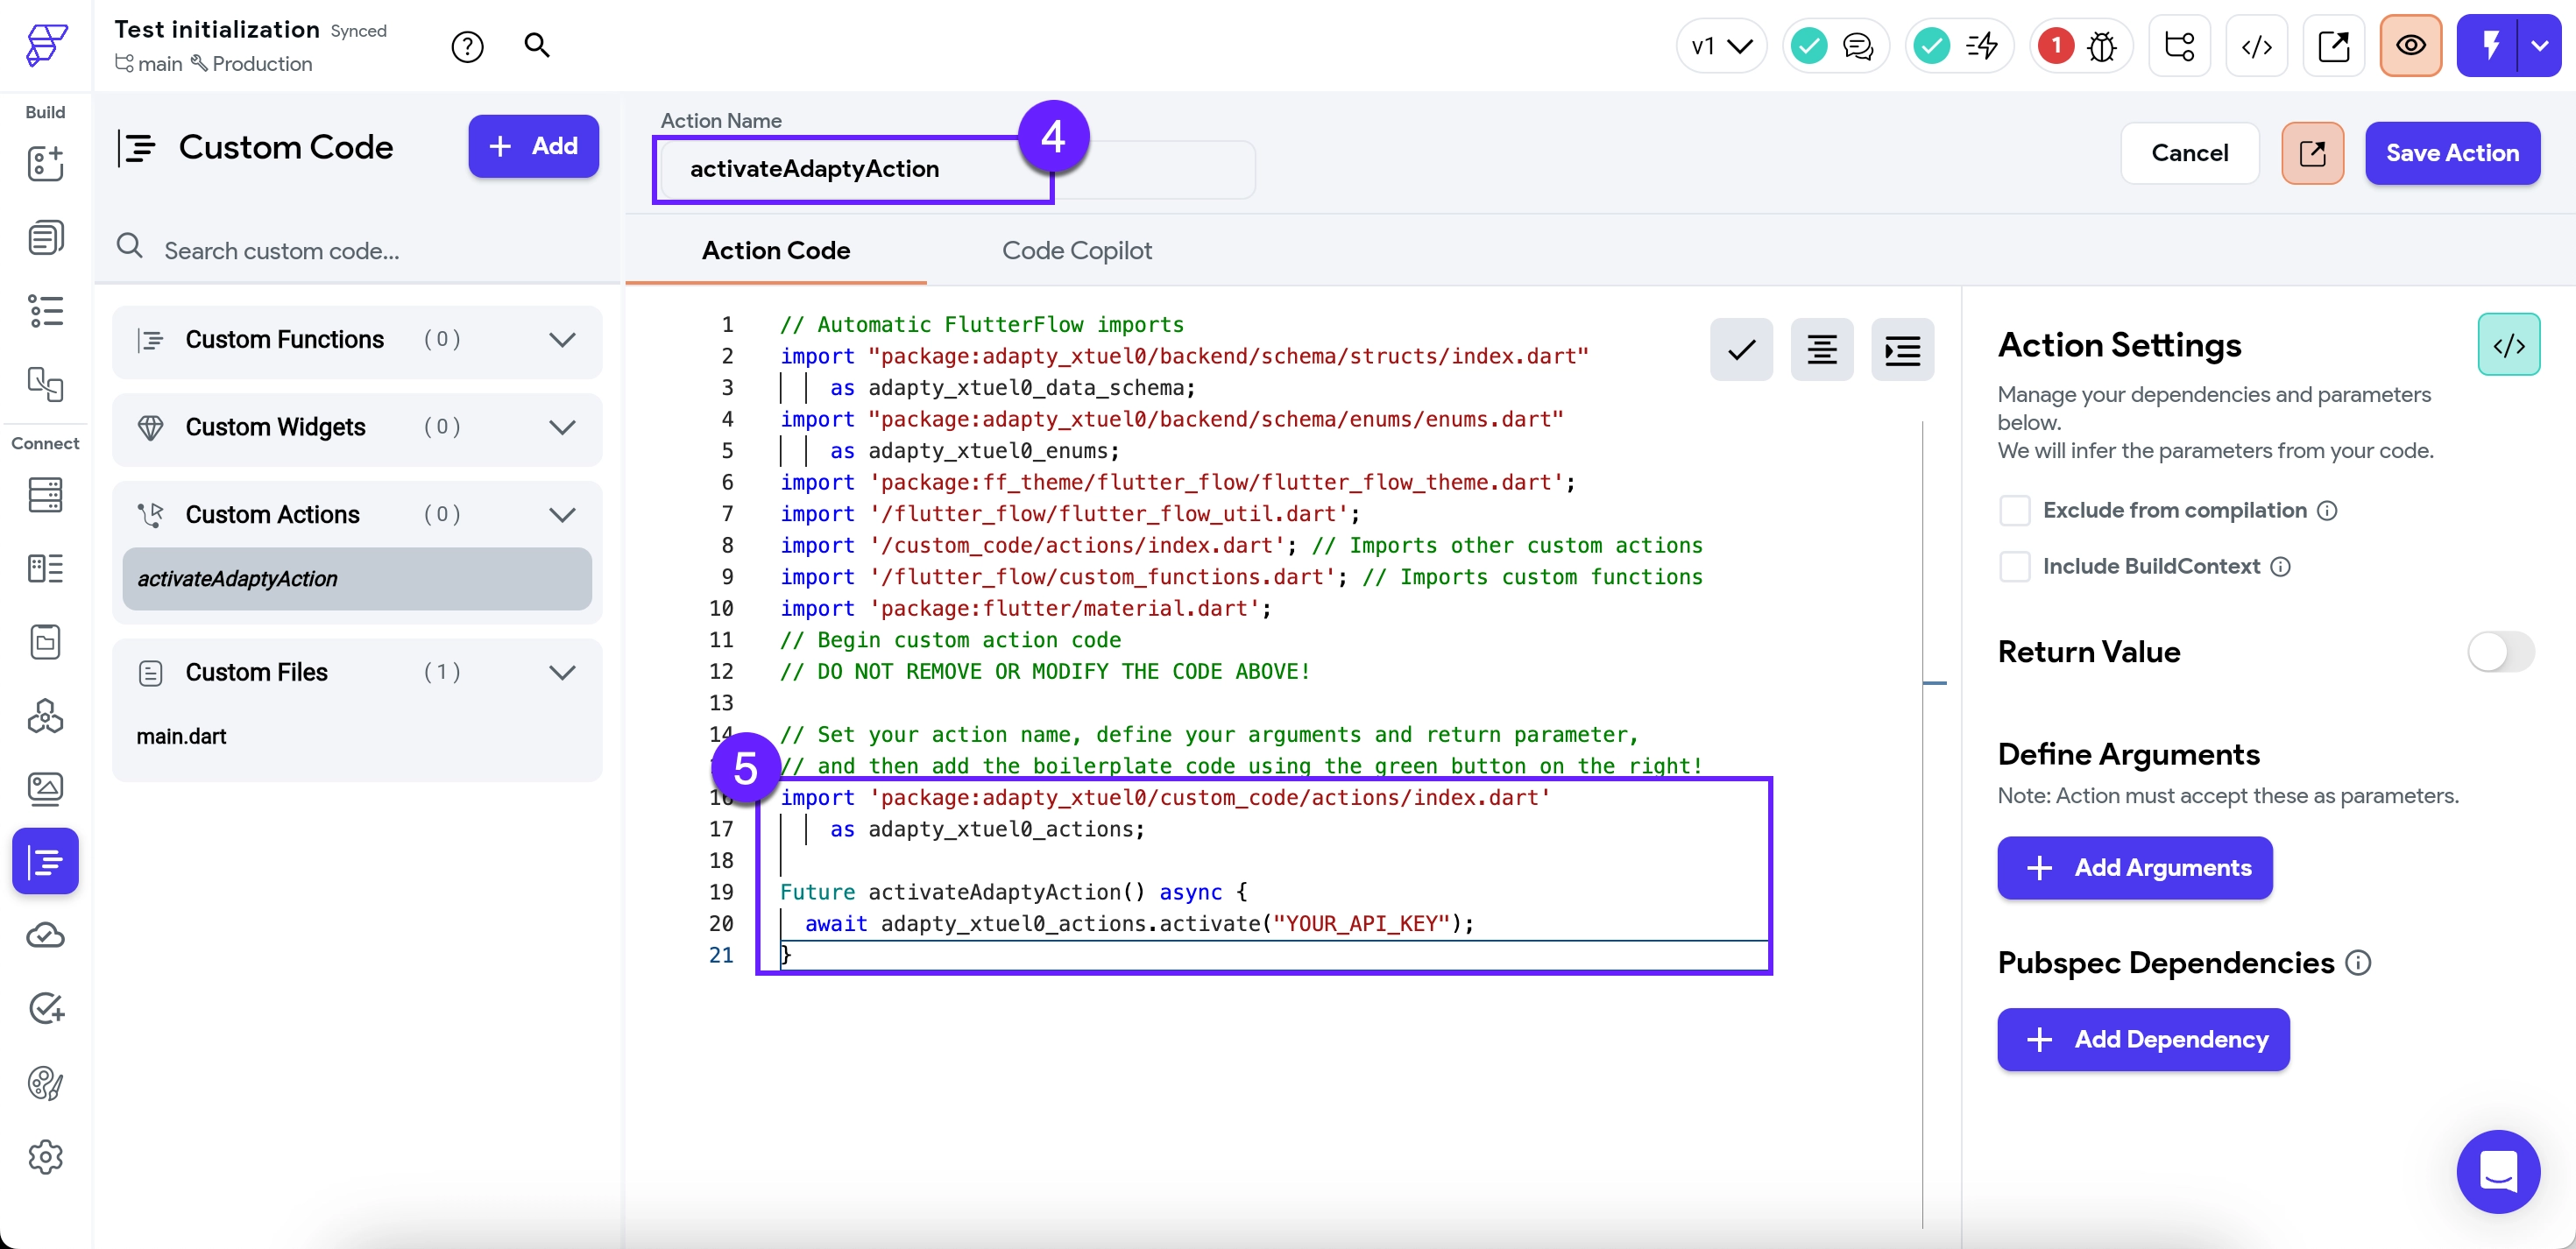 Test initialization Synced
main Production
v1
1
Build
Connect
Custom Code
+ Add
Search custom code...
Custom Functions (0)
Custom Widgets (0)
Custom Actions (0)
activateAdaptyAction
Custom Files (1)
main.dart
Action Name
activateAdaptyAction
4
Cancel
Save Action
Action Code
Code Copilot
1 // Automatic FlutterFlow imports
2 import "package:adapty_xtuel0/backend/schema/structs/index.dart"
3 as adapty_xtuel0_data_schema;
4 import "package:adapty_xtuel0/backend/schema/enums/enums.dart"
5 as adapty_xtuel0_enums;
6 import 'package:ff_theme/flutter_flow/flutter_flow_theme.dart';
7 import '/flutter_flow/flutter_flow_util.dart';
8 import '/custom_code/actions/index.dart'; // Imports other custom actions
9 import '/flutter_flow/custom_functions.dart'; // Imports custom functions
10 import 'package:flutter/material.dart';
11 // Begin custom action code
12 // DO NOT REMOVE OR MODIFY THE CODE ABOVE!
13
14 // Set your action name, define your arguments and return parameter,
// and then add the boilerplate code using the green button on the right!
5
16 import 'package:adapty_xtuel0/custom_code/actions/index.dart'
17 as adapty_xtuel0_actions;
18
19 Future activateAdaptyAction() async {
20 await adapty_xtuel0_actions.activate("YOUR_API_KEY");
21 }
Action Settings
Manage your dependencies and parameters
below.
We will infer the parameters from your code.
Exclude from compilation
Include BuildContext
Return Value
Define Arguments
Note: Action must accept these as parameters.
+ Add Arguments
Pubspec Dependencies
+ Add Dependency